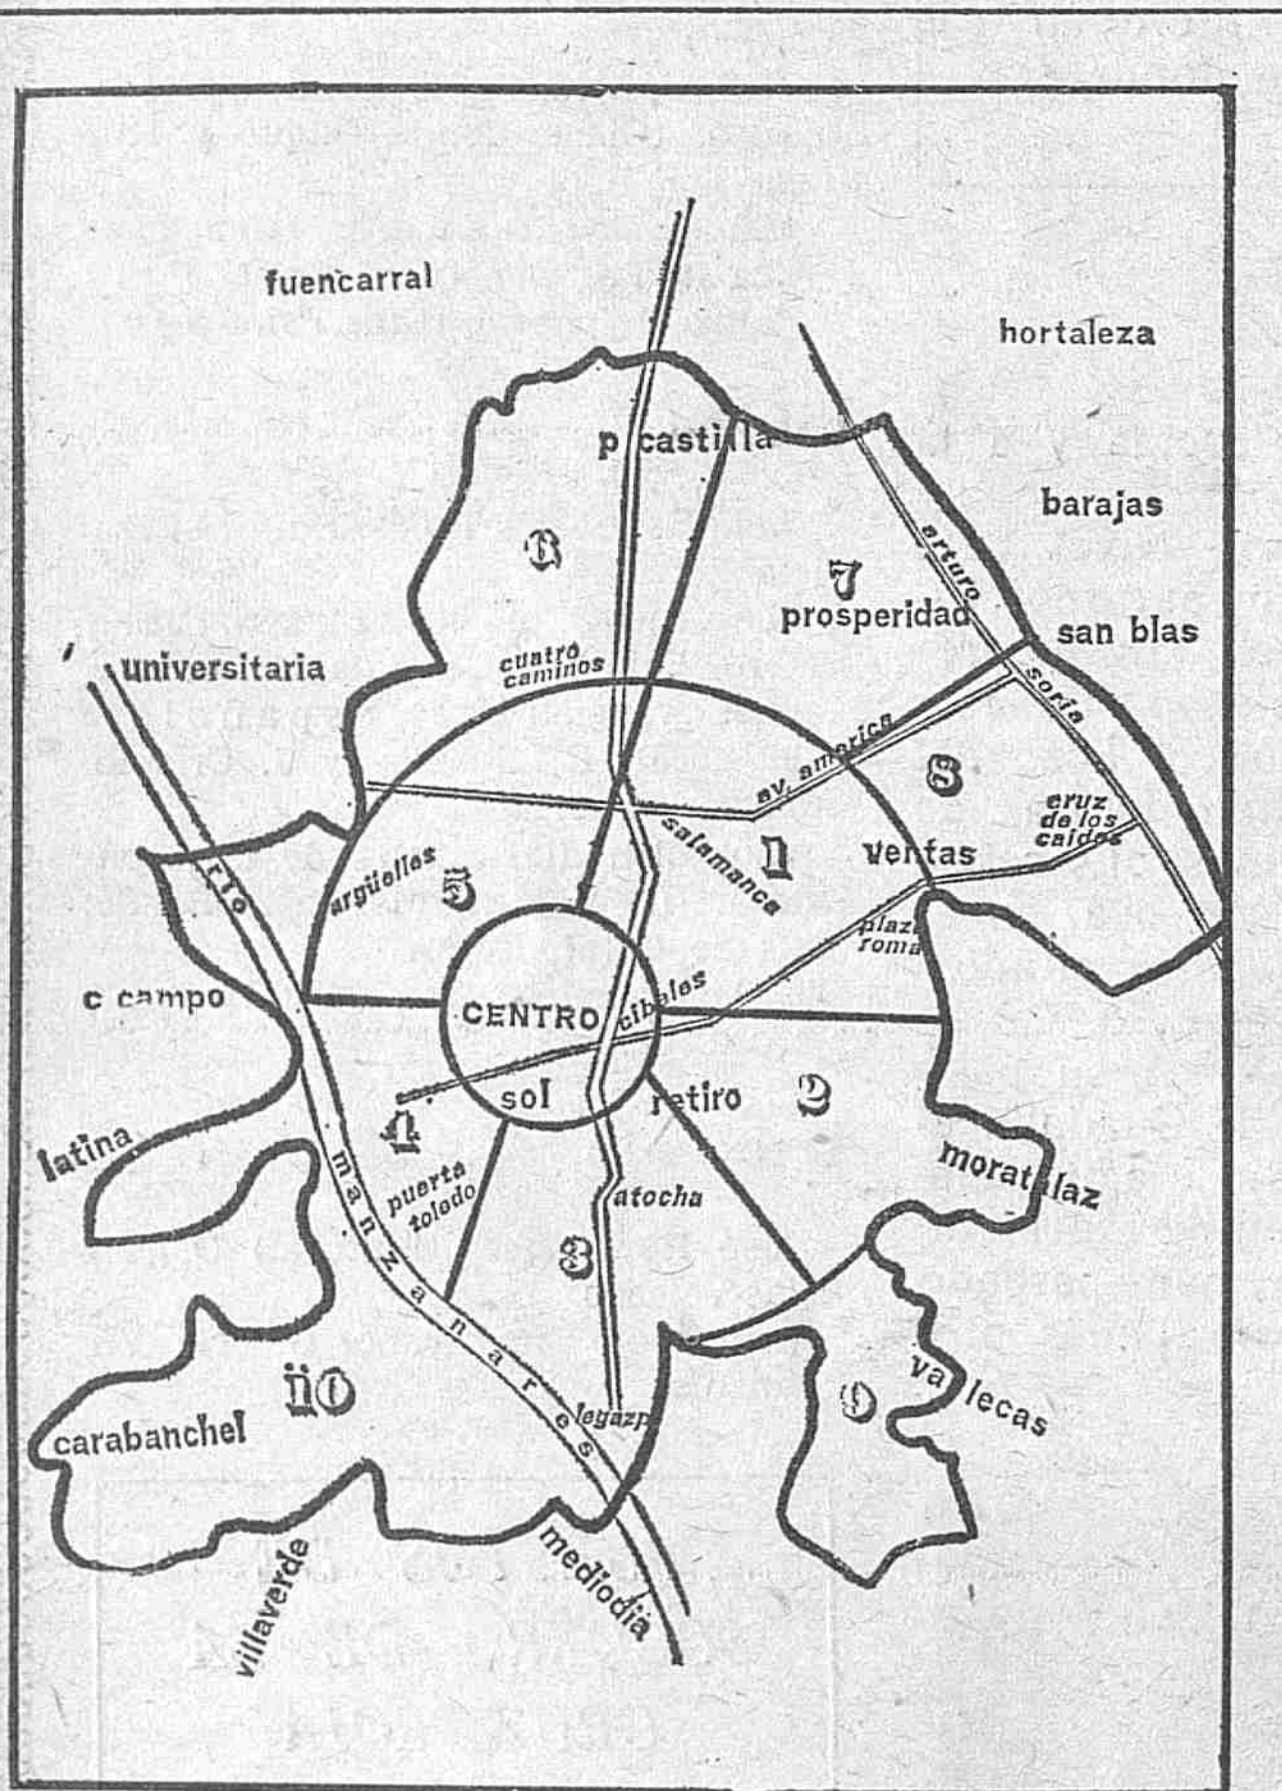 fuencarral
hortaleza
p castilla
barajas
6
arturo
7
prosperidad
san blas
cuatro
caminos
universitaria
soria
av. america
8
cruz
de los
caidos
salamanca
1
ventas
argüelles
5
rio
plaza
roma
c campo
CENTRO
cibeles
sol
retiro
2
4
latina
moratalaz
puerta
toledo
manzanares
atocha
3
10
vallecas
9
legazpi
carabanchel
mediodia
villaverde